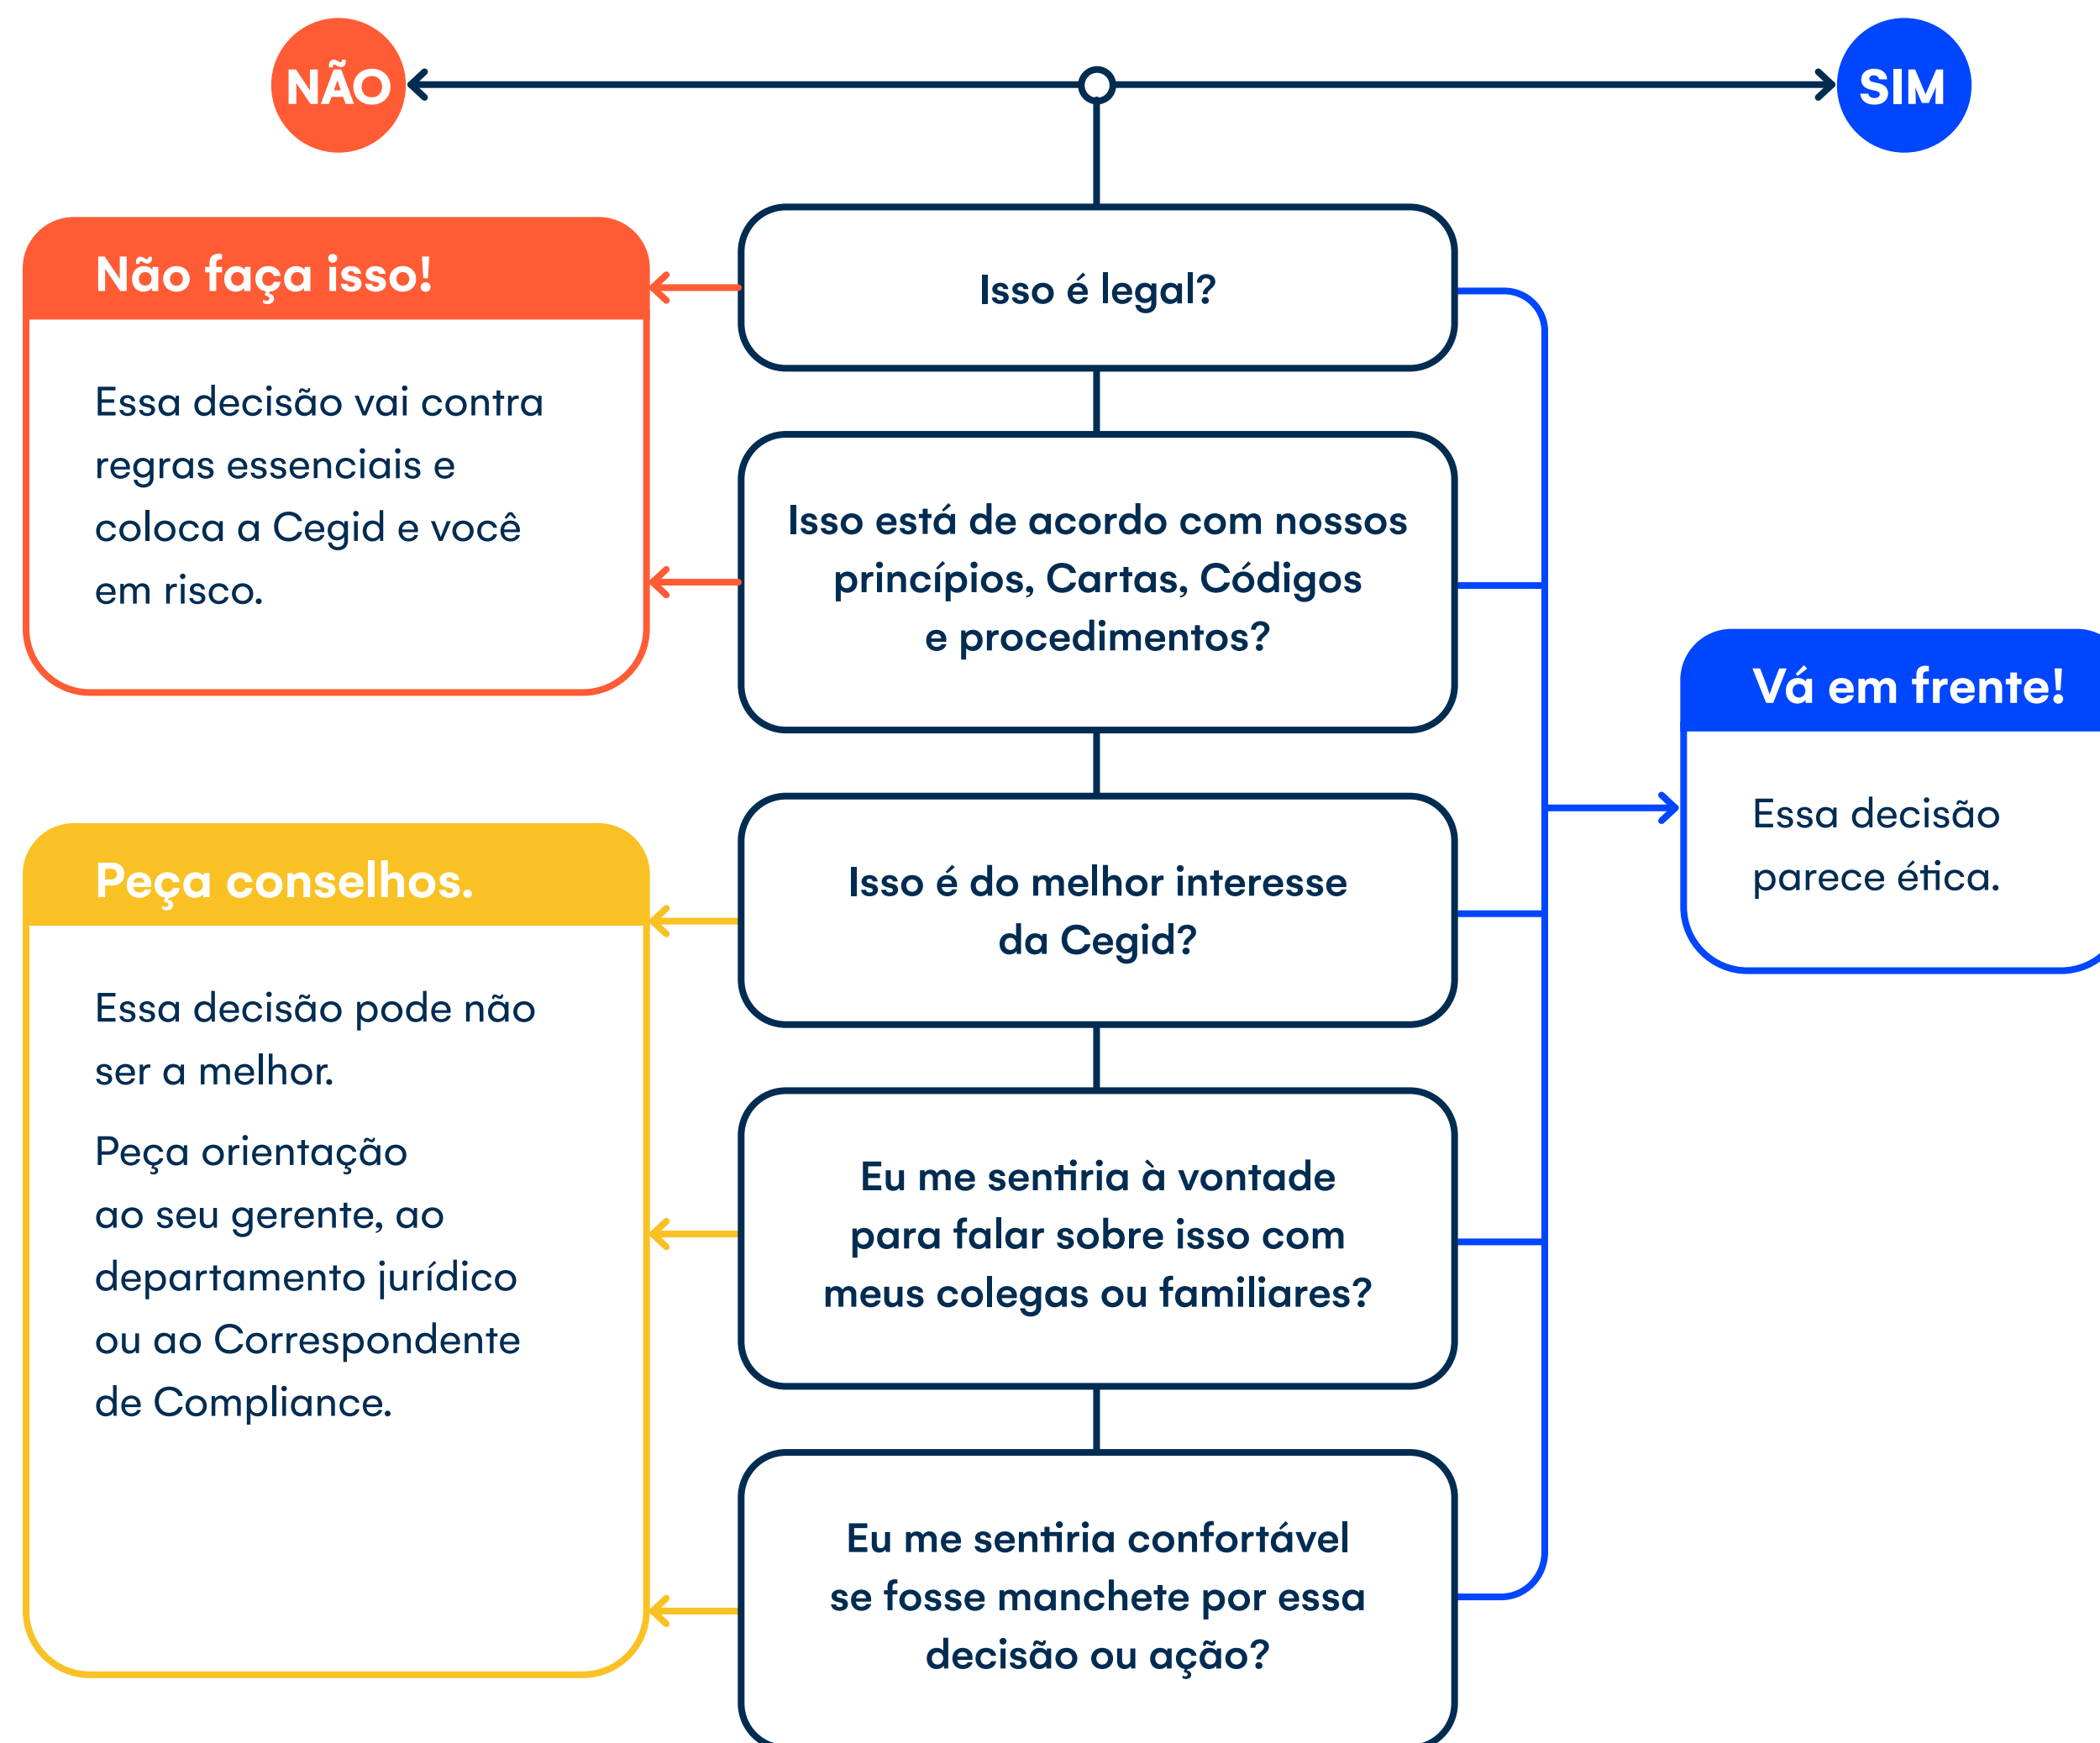 NÃO
SIM
Não faça isso!
Essa decisão vai contra
regras essenciais e
coloca a Cegid e você
em risco.
Isso é legal?
Isso está de acordo com nossos
princípios, Cartas, Códigos
e procedimentos?
Vá em frente!
Essa decisão
parece ética.
Peça conselhos.
Essa decisão pode não
ser a melhor.
Peça orientação
ao seu gerente, ao
departamento jurídico
ou ao Correspondente
de Compliance.
Isso é do melhor interesse
da Cegid?
Eu me sentiria à vontade
para falar sobre isso com
meus colegas ou familiares?
Eu me sentiria confortável
se fosse manchete por essa
decisão ou ação?